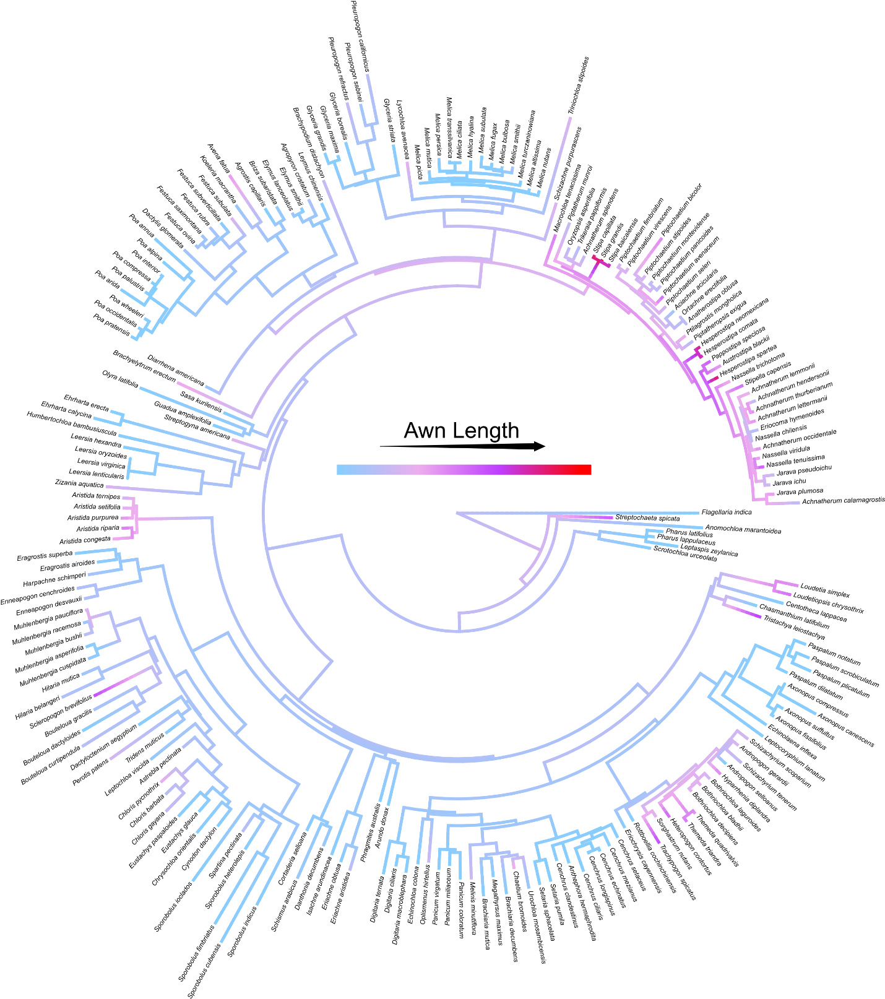 Awn Length
Flagellaria indica
Streptochaeta spicata
Anomochloa marantoidea
Pharus latifolius
Pharus lappulaceus
Leptaspis zeylanica
Scrotochloa urceolata
Loudetia simplex
Loudetiopsis chrysothrix
Centotheca lappacea
Chasmanthium latifolium
Tristachya leiostachya
Paspalum notatum
Paspalum scrobiculatum
Paspalum plicatulum
Paspalum dilatatum
Axonopus compressus
Axonopus canescens
Axonopus suffultus
Axonopus fissifolius
Echinolaena inflexa
Leptocoryphium lanatum
Schizachyrium scoparium
Andropogon gerardii
Schizachyrium tenerum
Andropogon selloanus
Hyparrhenia diplandra
Bothriochloa laguroides
Bothriochloa bladhii
Bothriochloa decipiens
Themeda quadrivalvis
Themeda triandra
Heteropogon contortus
Sorghastrum nutans
Trachypogon spicatus
Rottboellia cochinchinensis
Eriochrysis cayennensis
Cenchrus setaceus
Cenchrus mezianus
Cenchrus echinatus
Cenchrus longispinus
Cenchrus ciliaris
Anthephora hermaphrodita
Cenchrus clandestinus
Setaria pumila
Setaria sphacelata
Urochloa mosambicensis
Chaetium bromoides
Brachiaria decumbens
Megathyrsus maximus
Brachiaria mutica
Melinis minutiflora
Panicum coloratum
Panicum miliaceum
Panicum virgatum
Oplismenus hirtellus
Echinochloa colona
Digitaria macroblephara
Digitaria ciliaris
Digitaria ternata
Arundo donax
Phragmites australis
Eriachne aristidea
Eriachne obtusa
Isachne arundinacea
Danthonia decumbens
Schismus arabicus
Cortaderia selloana
Sporobolus indicus
Sporobolus cubensis
Sporobolus fimbriatus
Sporobolus heterolepis
Spartina pectinata
Sporobolus ioclados
Cynodon dactylon
Chrysochloa orientalis
Eustachys glauca
Eustachys paspaloides
Chloris gayana
Chloris barbata
Chloris pycnothrix
Astrebla pectinata
Leptochloa viscida
Tridens muticus
Perotis patens
Dactyloctenium aegyptium
Bouteloua curtipendula
Bouteloua dactyloides
Bouteloua gracilis
Scleropogon brevifolius
Hilaria belangeri
Hilaria mutica
Muhlenbergia cuspidata
Muhlenbergia asperifolia
Muhlenbergia bushii
Muhlenbergia racemosa
Muhlenbergia pauciflora
Enneapogon desvauxii
Enneapogon cenchroides
Harpachne schimperi
Eragrostis airoides
Eragrostis superba
Aristida congesta
Aristida riparia
Aristida purpurea
Aristida setifolia
Aristida ternipes
Zizania aquatica
Leersia lenticularis
Leersia virginica
Leersia oryzoides
Leersia hexandra
Humbertochloa bambusiuscula
Ehrharta calycina
Ehrharta erecta
Streptogyna americana
Guadua amplexifolia
Olyra latifolia
Sasa kurilensis
Brachyelytrum erectum
Diarrhena americana
Poa pratensis
Poa occidentalis
Poa wheeleri
Poa arida
Poa palustris
Poa compressa
Poa interior
Poa alpina
Poa annua
Dactylis glomerata
Festuca ovina
Festuca saximontana
Festuca rubra
Festuca subverticillata
Festuca subulata
Koeleria macrantha
Avena fatua
Agrostis capillaris
Briza subaristata
Elymus lanceolatus
Elymus smithii
Agropyron cristatum
Leymus chinensis
Brachypodium distachyon
Glyceria grandis
Glyceria maxima
Glyceria borealis
Pleuropogon refractus
Pleuropogon sabinei
Pleuropogon californicus
Glyceria striata
Lycochloa avenacea
Melica picta
Melica mutica
Melica persica
Melica transsilvanica
Melica ciliata
Melica hyalina
Melica subulata
Melica fugax
Melica bulbosa
Melica smithii
Melica turczaninowiana
Melica altissima
Melica nutans
Triniochloa stipoides
Schizachne purpurascens
Macrochloa tenacissima
Piptatherum munroi
Oryzopsis asperifolia
Trikeraia pappiformis
Achnatherum splendens
Stipa capillata
Stipa grandis
Stipa baicalensis
Piptochaetium fimbriatum
Piptochaetium virescens
Piptochaetium bicolor
Piptochaetium stipoides
Piptochaetium montevidense
Piptochaetium panicoides
Piptochaetium avenaceum
Piptochaetium seleri
Aciachne acicularis
Ortachne erectifolia
Anatherostipa obtusa
Ptilagrostis mongholica
Piptatheropsis exigua
Hesperostipa neomexicana
Hesperostipa comata
Pappostipa speciosa
Austrostipa blackii
Hesperostipa spartea
Nassella trichotoma
Stipella capensis
Achnatherum lemmonii
Achnatherum hendersonii
Achnatherum thurberianum
Achnatherum lettermanii
Eriocoma hymenoides
Nassella chilensis
Achnatherum occidentale
Nassella viridula
Nassella tenuissima
Jarava pseudoichu
Jarava ichu
Jarava plumosa
Achnatherum calamagrostis